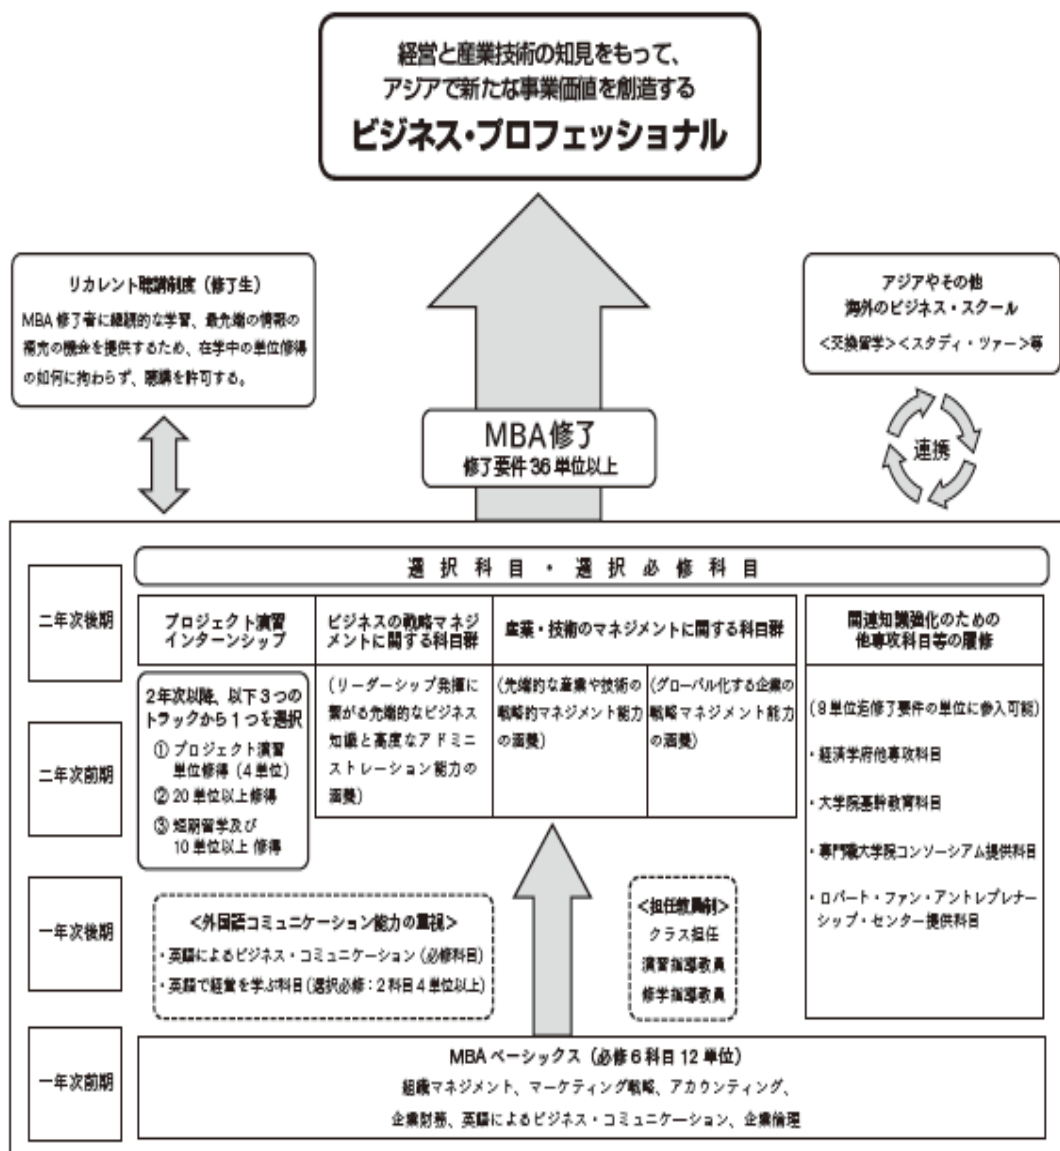 経営と産業技術の知見をもって、
アジアで新たな事業価値を創造する
ビジネス・プロフェッショナル
リカレント聴講制度（修了生）
MBA修了者に継続的な学習、最先端の情報の
補充の機会を提供するため、在学中の単位修得
の如何に拘わらず、聴講を許可する。
アジアやその他
海外のビジネス・スクール
＜交換留学＞＜スタディ・ツァー＞等
MBA修了
修了要件36単位以上
連携
選択科目・選択必修科目
二年次後期
プロジェクト演習
インターンシップ
ビジネスの戦略マネジ
メントに関する科目群
産業・技術のマネジメントに関する科目群
関連知識強化のための
他専攻科目等の履修
2年次以降、以下3つの
トラックから1つを選択
① プロジェクト演習
単位修得（4単位）
② 20単位以上修得
③ 短期留学及び
10単位以上 修得
（リーダーシップ発揮に
繋がる先端的なビジネス
知識と高度なアドミニ
ストレーション能力の
涵養）
（先端的な産業や技術の
戦略的マネジメント能力
の涵養）
（グローバル化する企業の
戦略マネジメント能力
の涵養）
（8単位迄修了要件の単位に参入可能）
・経済学府他専攻科目
・大学院基幹教育科目
・専門職大学院コンソーシアム提供科目
・ロバート・ファン・アントレプレナー
シップ・センター提供科目
二年次前期
一年次後期
＜外国語コミュニケーション能力の重視＞
・英語によるビジネス・コミュニケーション（必修科目）
・英語で経営を学ぶ科目（選択必修：2科目4単位以上）
＜担任教員制＞
クラス担任
演習指導教員
修学指導教員
一年次前期
MBAベーシックス（必修6科目12単位）
組織マネジメント、マーケティング戦略、アカウンティング、
企業財務、英語によるビジネス・コミュニケーション、企業倫理